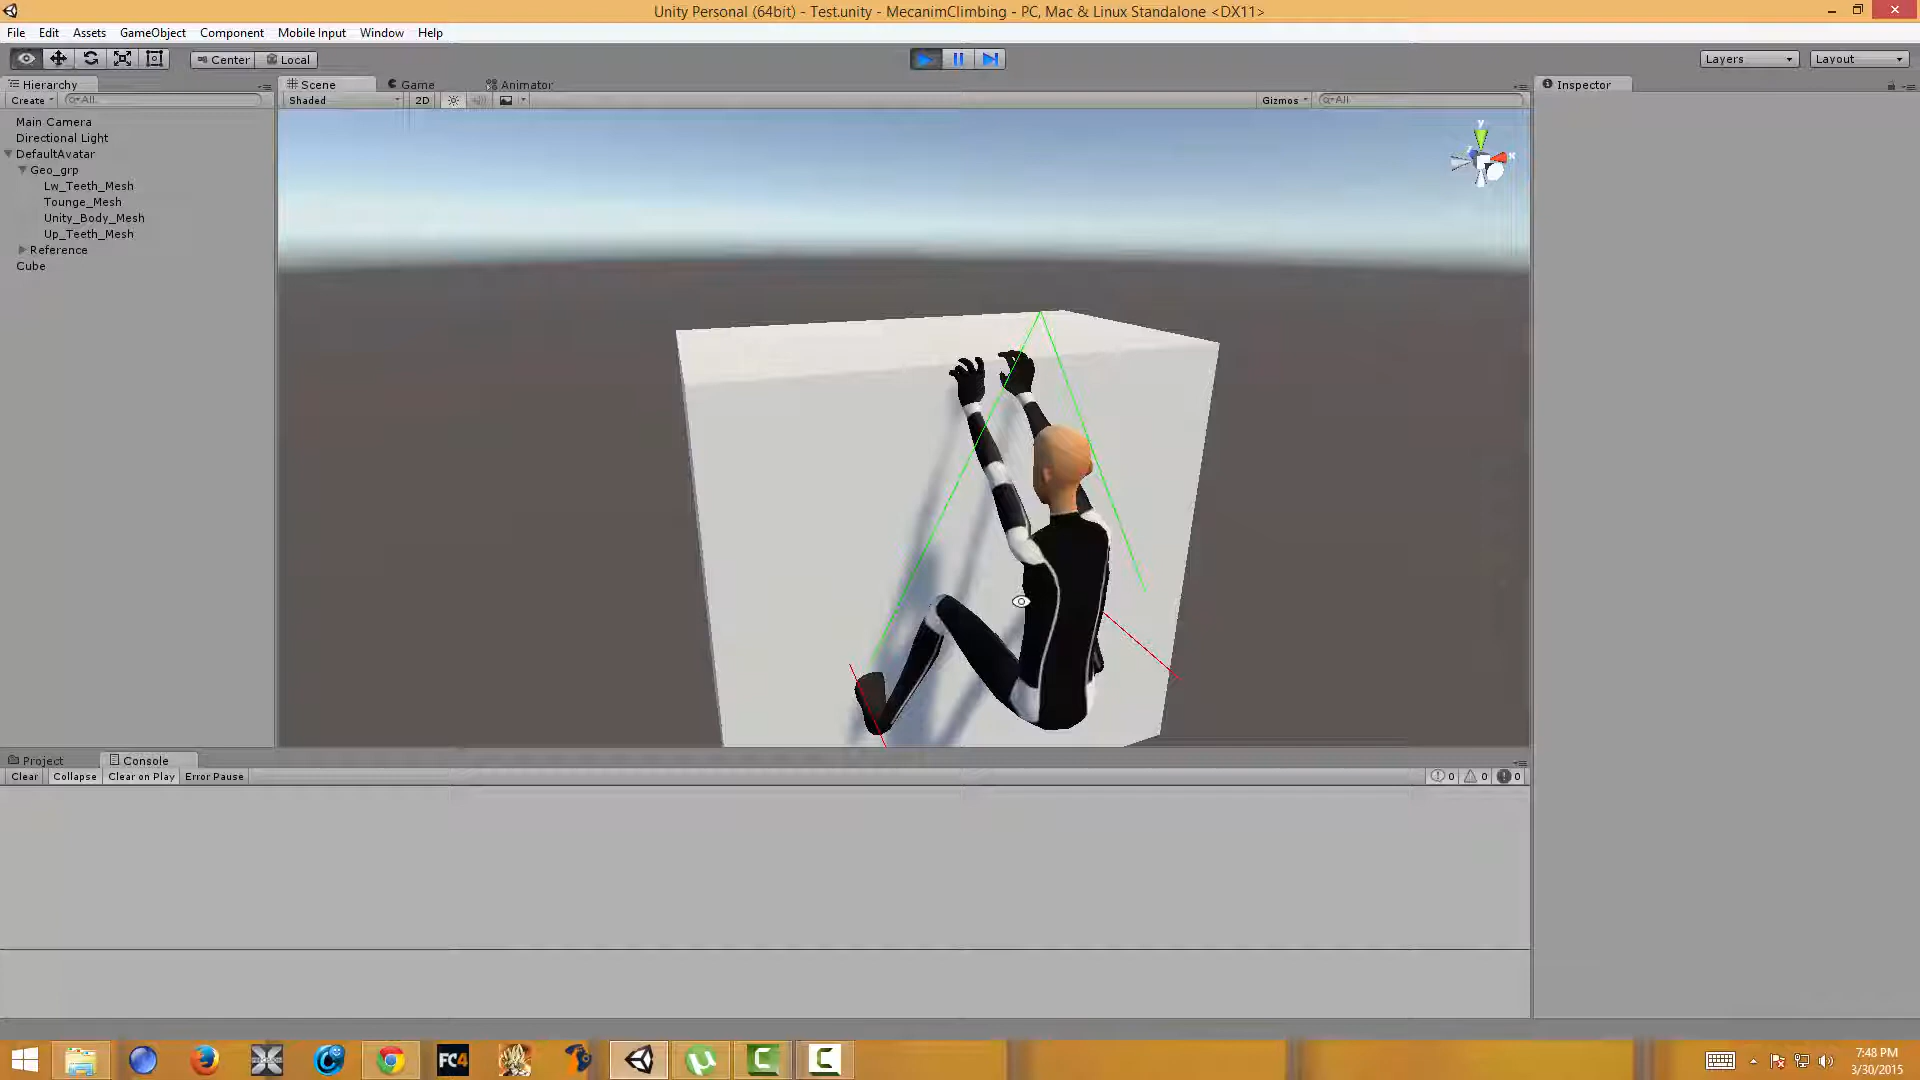 Unity Personal (64bit) - Test.unity - MecanimClimbing - PC, Mac & Linux Standalone <DX11>
File Edit Assets GameObject Component Mobile Input Window Help
Center Local Layers Layout
Hierarchy Scene Game Animator Inspector
Create All Shaded 2D Gizmos All
Main Camera
Directional Light
DefaultAvatar
Geo_grp
Lw_Teeth_Mesh
Tounge_Mesh
Unity_Body_Mesh
Up_Teeth_Mesh
Reference
Cube
y
x
Project Console
Clear Collapse Clear on Play Error Pause 0 0 0
FC4
7:48 PM
3/30/2015